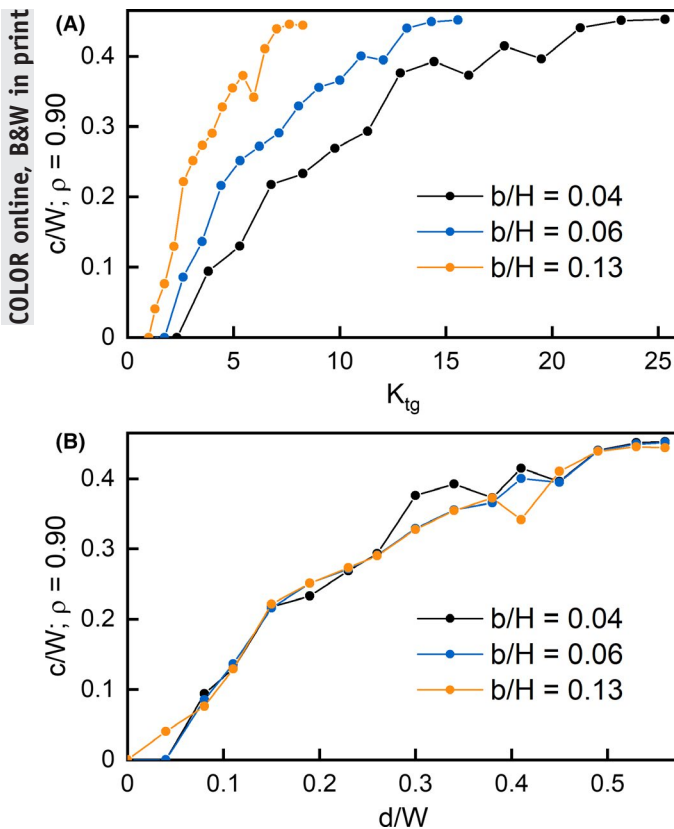 COLOR online, B&W in print
(A)
c/W; ρ = 0.90
0.4
0.3
0.2
0.1
0
b/H = 0.04
b/H = 0.06
b/H = 0.13
0 5 10 15 20 25
K_tg
(B)
c/W; ρ = 0.90
0.4
0.3
0.2
0.1
0
b/H = 0.04
b/H = 0.06
b/H = 0.13
0 0.1 0.2 0.3 0.4 0.5
d/W